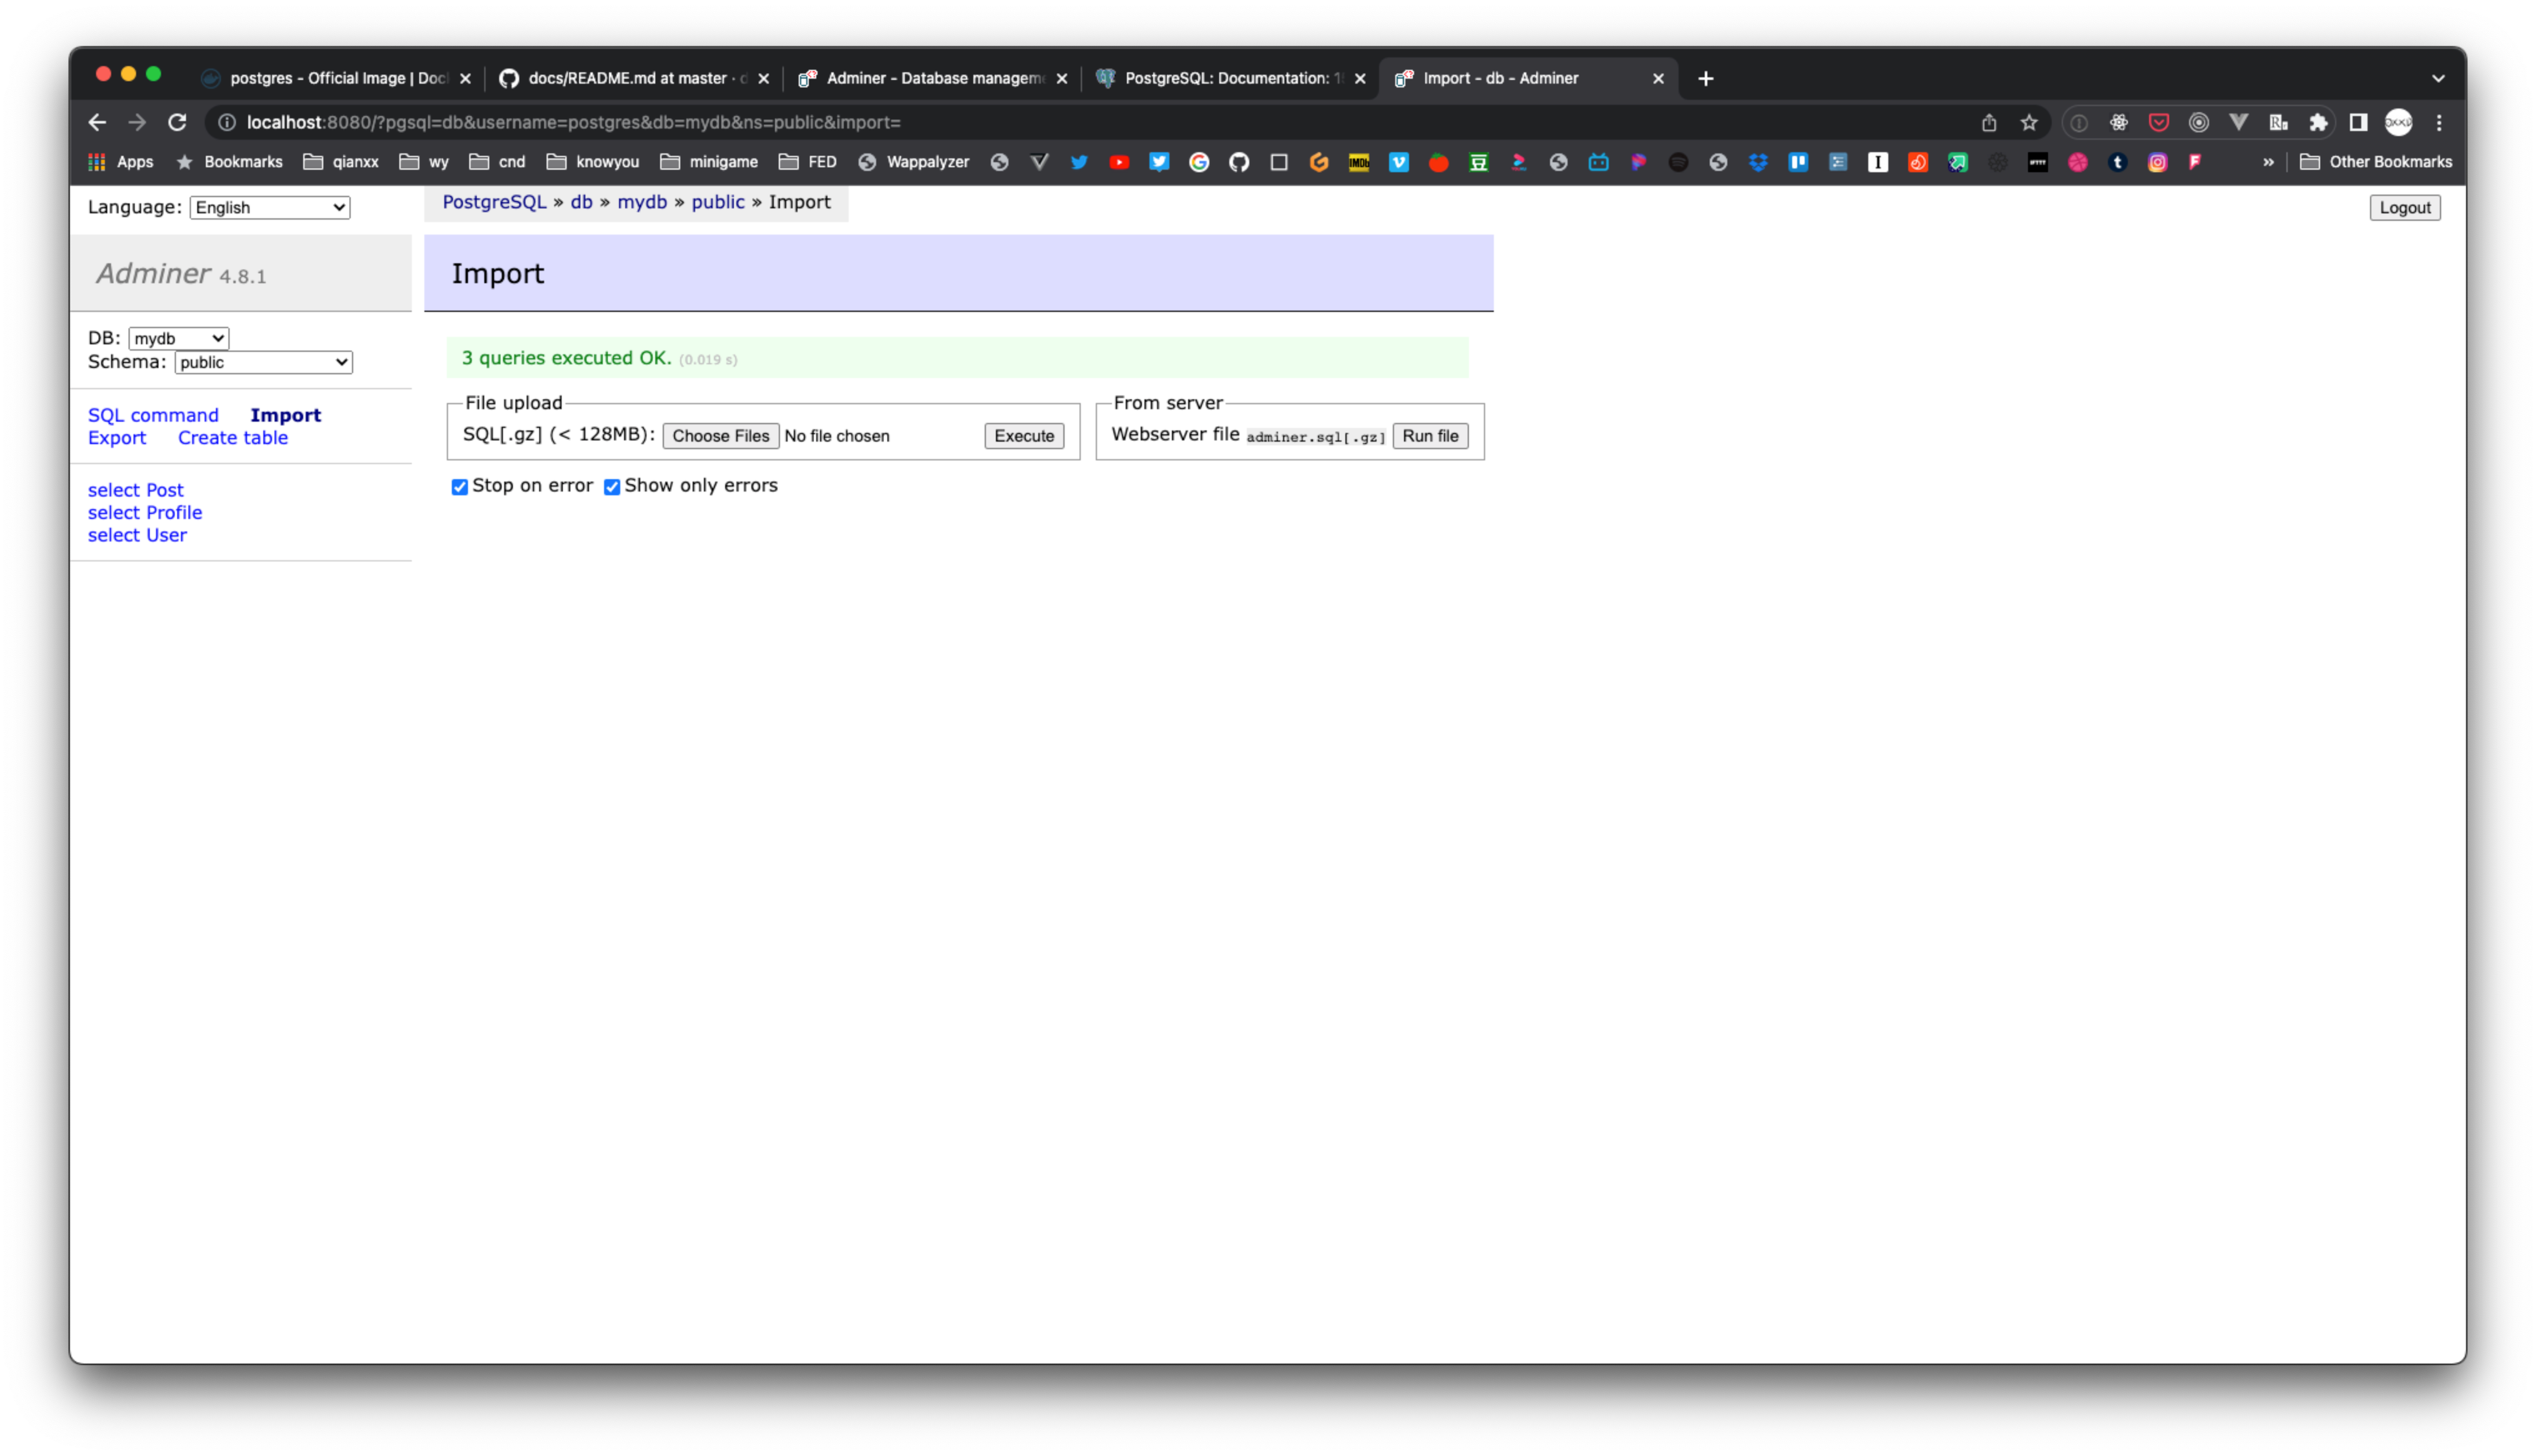 postgres - Official Image | Doc
docs/README.md at master · d
Adminer - Database managem
PostgreSQL: Documentation: 1
Import - db - Adminer
localhost:8080/?pgsql=db&username=postgres&db=mydb&ns=public&import=
Apps Bookmarks qianxx wy cnd knowyou minigame FED Wappalyzer » Other Bookmarks
Language: English
PostgreSQL » db » mydb » public » Import
Logout
Adminer 4.8.1
Import
DB: mydb
Schema: public
3 queries executed OK. (0.019 s)
SQL command Import
Export Create table
File upload
SQL[.gz] (< 128MB): Choose Files No file chosen Execute
From server
Webserver file adminer.sql[.gz] Run file
Stop on error Show only errors
select Post
select Profile
select User